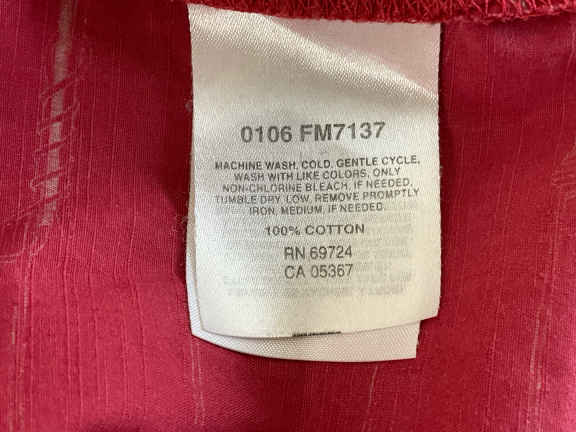 0106 FM7137
MACHINE WASH, COLD, GENTLE CYCLE,
WASH WITH LIKE COLORS, ONLY
NON-CHLORINE BLEACH, IF NEEDED,
TUMBLE DRY, LOW, REMOVE PROMPTLY
IRON, MEDIUM, IF NEEDED.
100% COTTON
RN 69724
CA 05367